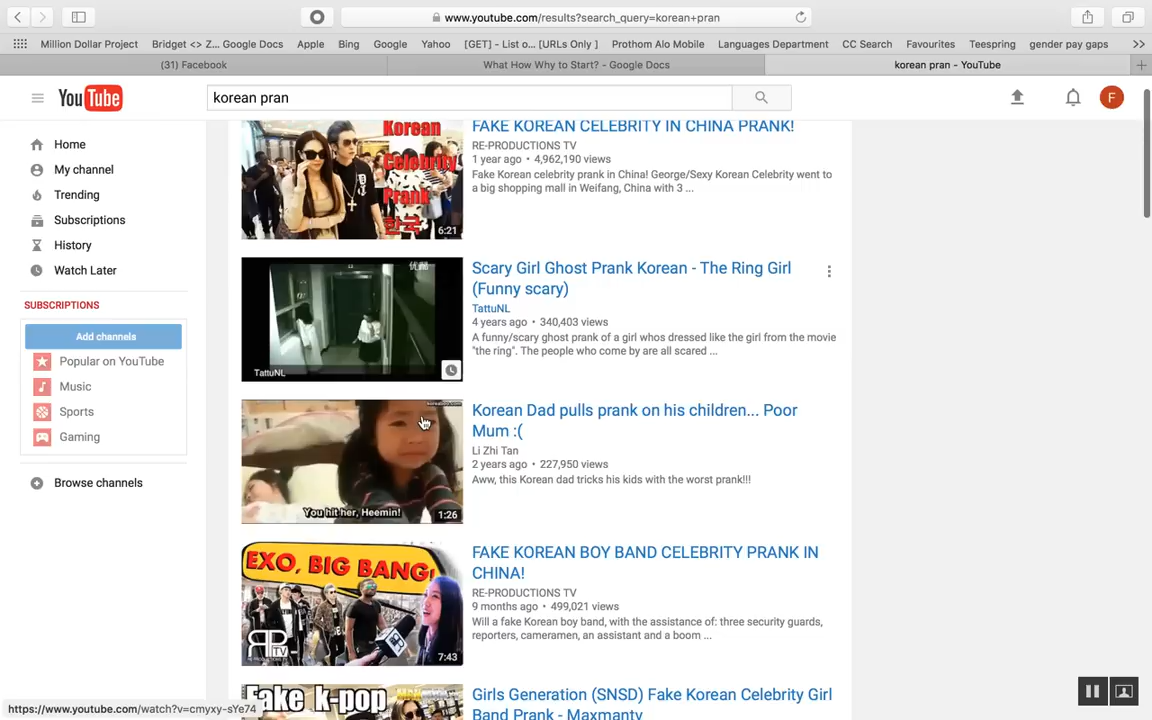 www.youtube.com/results?search_query=korean+pran
Million Dollar Project
Bridget <> Z... Google Docs
Apple
Bing
Google
Yahoo
[GET] - List o... [URLs Only ]
Prothom Alo Mobile
Languages Department
CC Search
Favourites
Teespring
gender pay gaps
>>
(31) Facebook
What How Why to Start? - Google Docs
korean pran - YouTube
YouTube
korean pran
F
Home
My channel
Trending
Subscriptions
History
Watch Later
SUBSCRIPTIONS
Add channels
Popular on YouTube
Music
Sports
Gaming
Browse channels
Korean
Celebrity
Prank
한국
6:21
FAKE KOREAN CELEBRITY IN CHINA PRANK!
RE-PRODUCTIONS TV
1 year ago • 4,962,190 views
Fake Korean celebrity prank in China! George/Sexy Korean Celebrity went to
a big shopping mall in Weifang, China with 3 ...
TattuNL
Scary Girl Ghost Prank Korean - The Ring Girl
(Funny scary)
TattuNL
4 years ago • 340,403 views
A funny/scary ghost prank of a girl whos dressed like the girl from the movie
"the ring". The people who come by are all scared ...
You hit her, Heemin!
1:26
Korean Dad pulls prank on his children... Poor
Mum :(
Li Zhi Tan
2 years ago • 227,950 views
Aww, this Korean dad tricks his kids with the worst prank!!!
EXO, BIG BANG!
RP
TV
7:43
FAKE KOREAN BOY BAND CELEBRITY PRANK IN
CHINA!
RE-PRODUCTIONS TV
9 months ago • 499,021 views
Will a fake Korean boy band, with the assistance of: three security guards,
reporters, cameramen, an assistant and a boom ...
Fake k-pop
Girls Generation (SNSD) Fake Korean Celebrity Girl
Band Prank - Maxmanty
https://www.youtube.com/watch?v=cmyxy-sYe74